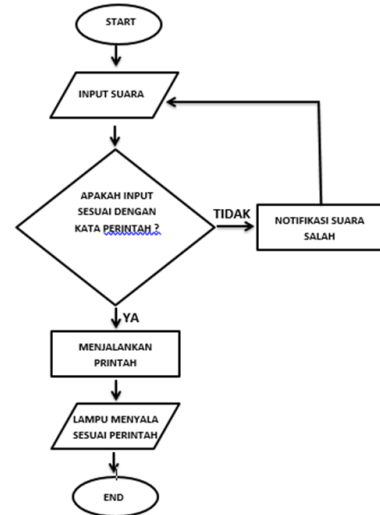 START
INPUT SUARA
APAKAH INPUT
SESUAI DENGAN
KATA PERINTAH ?
TIDAK
NOTIFIKASI SUARA
SALAH
YA
MENJALANKAN
PRINTAH
LAMPU MENYALA
SESUAI PERINTAH
END